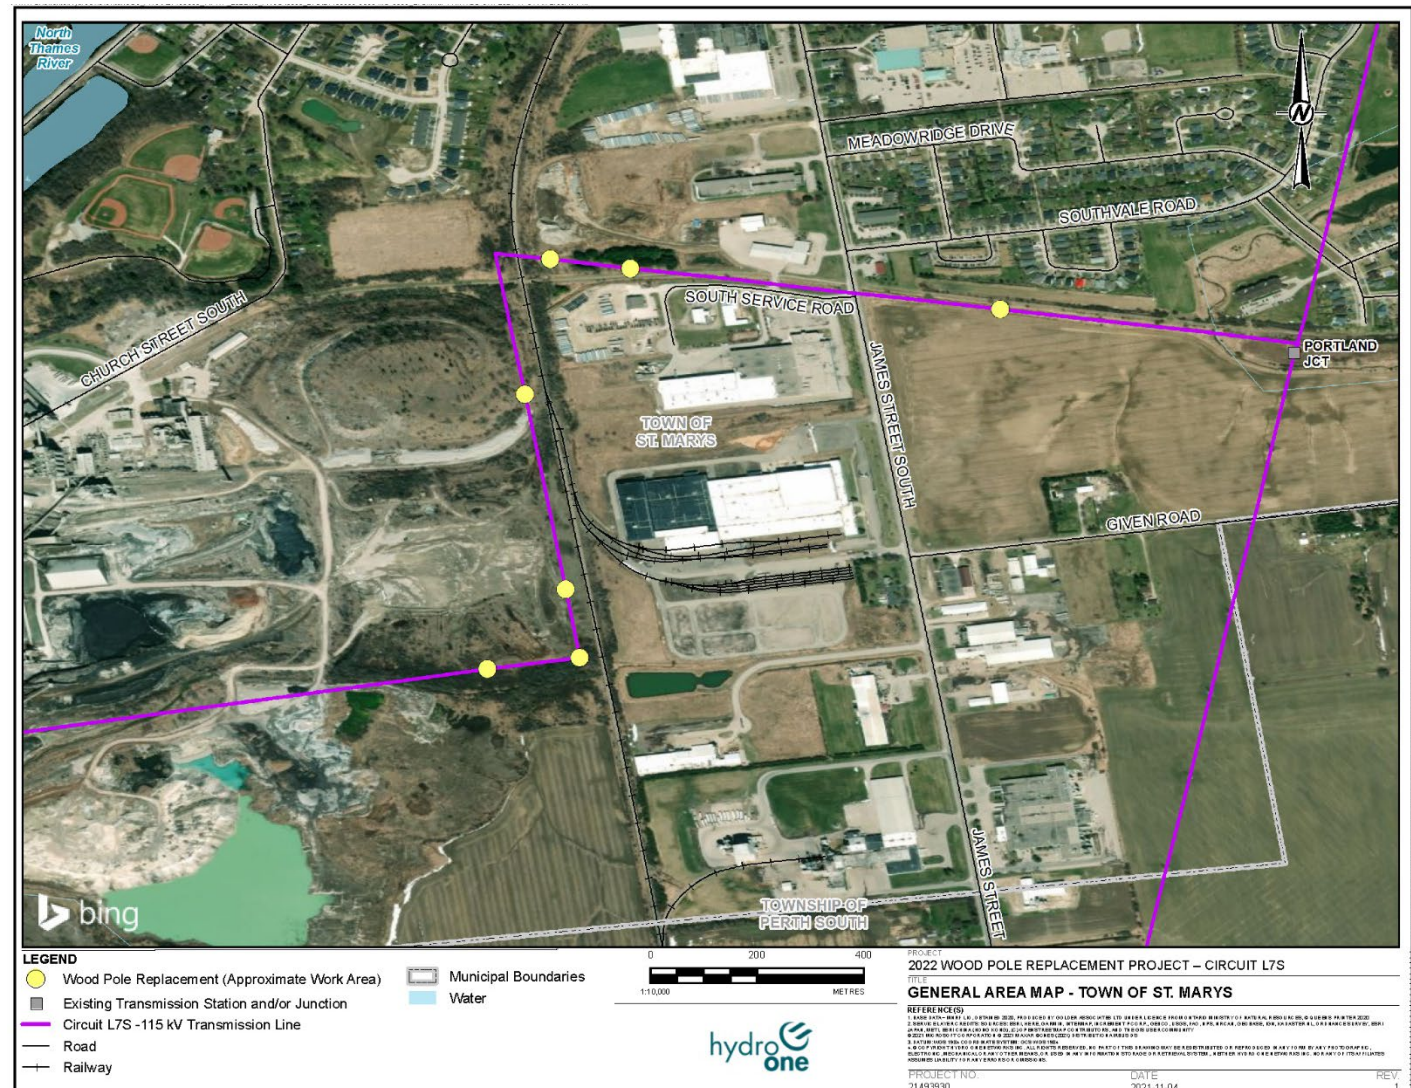 North
Thames
River
MEADOWRIDGE DRIVE
SOUTHVALE ROAD
CHURCH STREET SOUTH
SOUTH SERVICE ROAD
PORTLAND
JCT
JAMES STREET SOUTH
TOWN OF
ST. MARYS
GIVEN ROAD
JAMES STREET
TOWNSHIP OF
PERTH SOUTH
bing
N
LEGEND
Wood Pole Replacement (Approximate Work Area)
Existing Transmission Station and/or Junction
Circuit L7S -115 kV Transmission Line
Road
Railway
Municipal Boundaries
Water
0 200 400
1:10,000 METRES
hydro
one
PROJECT
2022 WOOD POLE REPLACEMENT PROJECT – CIRCUIT L7S
TITLE
GENERAL AREA MAP - TOWN OF ST. MARYS
REFERENCE(S)
PROJECT NO. DATE REV.
21493930 2021-11-04 1